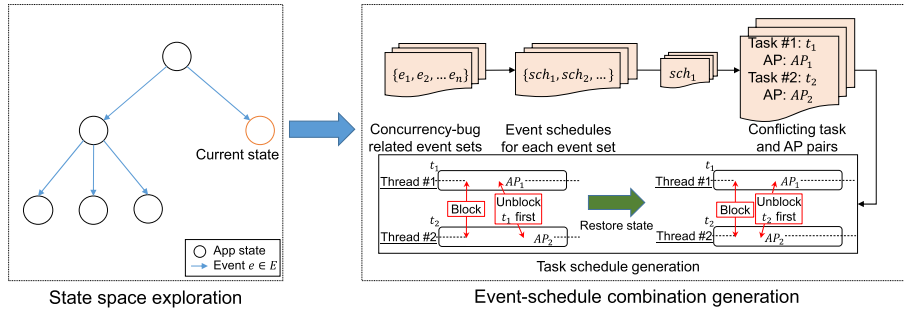 Current state
App state
Event e ∈ E
State space exploration
{e₁, e₂, … eₙ}
{sch₁, sch₂, …}
sch₁
Task #1: t₁
AP: AP₁
Task #2: t₂
AP: AP₂
Concurrency-bug
related event sets
Event schedules
for each event set
Conflicting task
and AP pairs
t₁
Thread #1
AP₁
Block
Unblock
t₁ first
t₂
Thread #2
AP₂
Restore state
t₁
Thread #1
AP₁
Block
Unblock
t₂ first
t₂
Thread #2
AP₂
Task schedule generation
Event-schedule combination generation